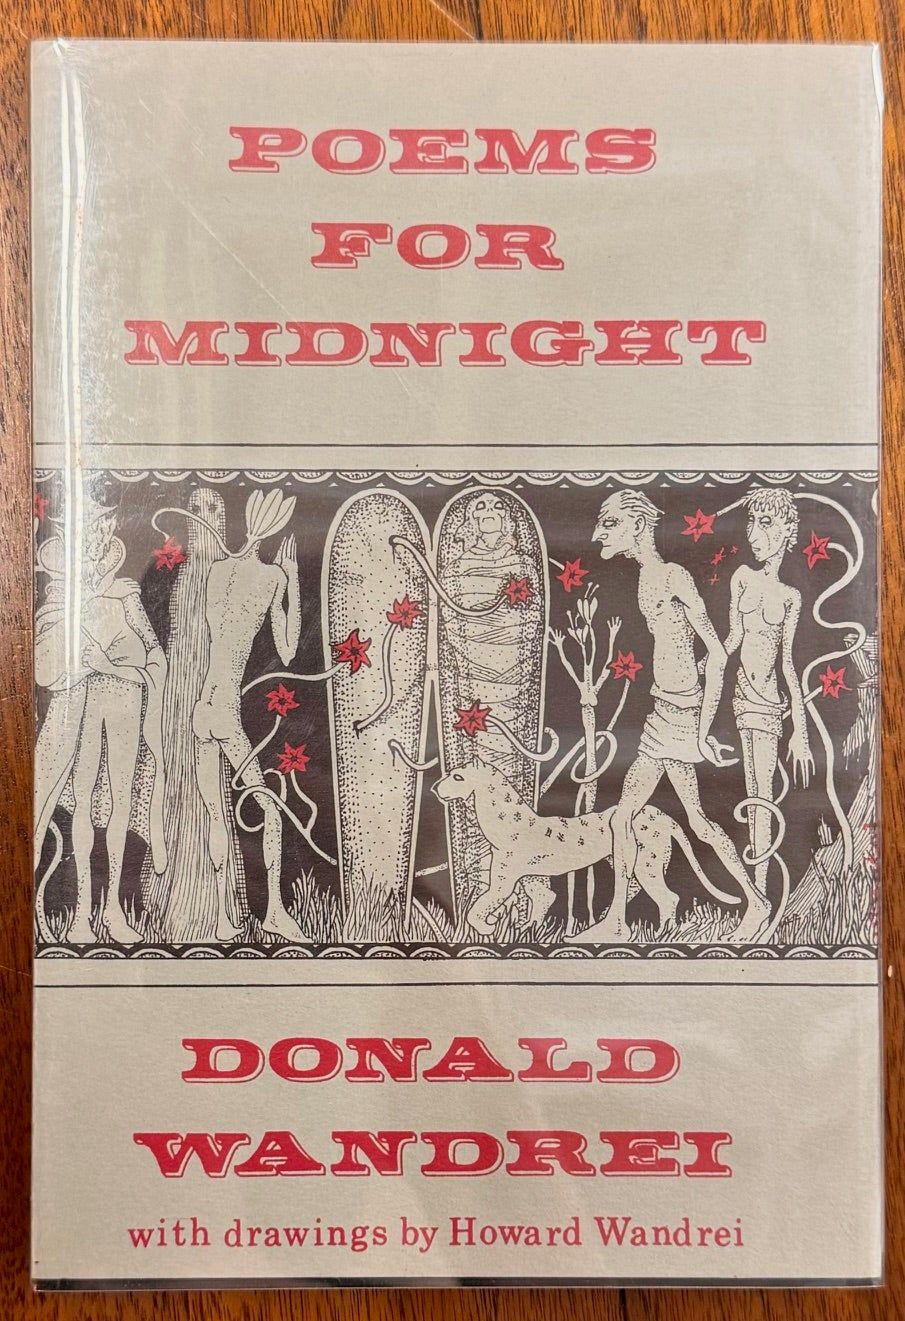 POEMS
FOR
MIDNIGHT
DONALD
WANDREI
with drawings by Howard Wandrei